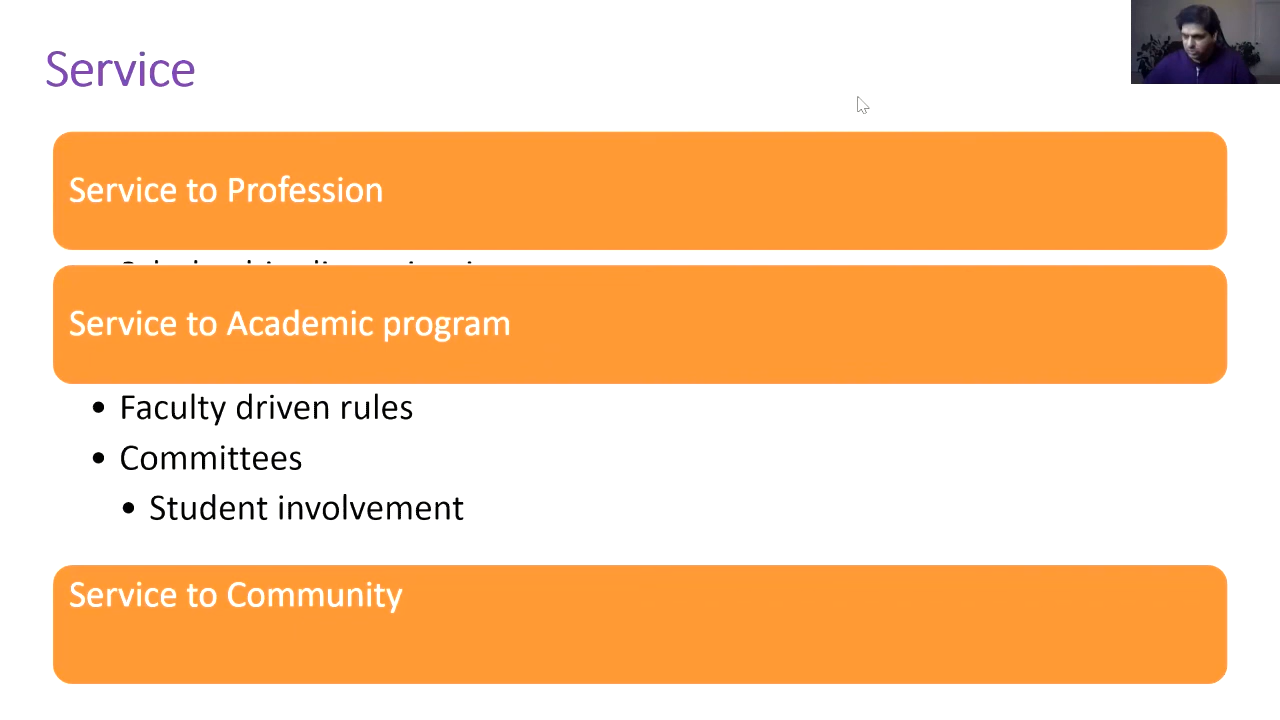 Service
Service to Profession
Service to Academic program
• Faculty driven rules
• Committees
• Student involvement
Service to Community